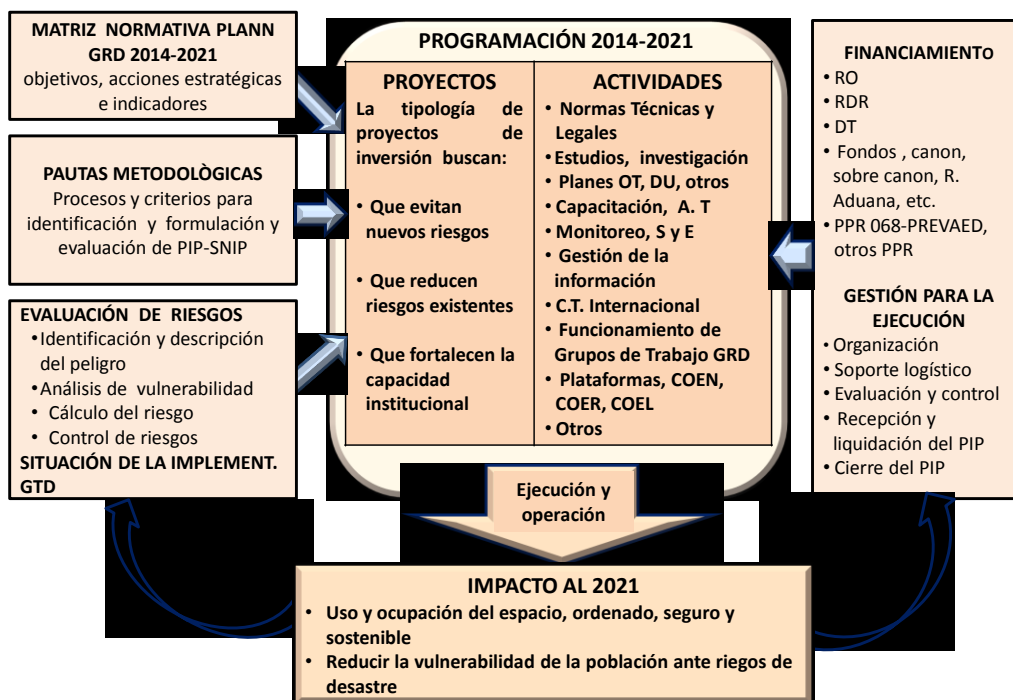 MATRIZ NORMATIVA PLANN
GRD 2014-2021
objetivos, acciones estratégicas
e indicadores
PAUTAS METODOLÒGICAS
Procesos y criterios para
identificación y formulación y
evaluación de PIP-SNIP
EVALUACIÓN DE RIESGOS
•Identificación y descripción
del peligro
•Análisis de vulnerabilidad
• Cálculo del riesgo
• Control de riesgos
SITUACIÓN DE LA IMPLEMENT.
GTD
PROGRAMACIÓN 2014-2021
PROYECTOS
La tipología de
proyectos de
inversión buscan:
• Que evitan
nuevos riesgos
• Que reducen
riesgos existentes
• Que fortalecen la
capacidad
institucional
ACTIVIDADES
• Normas Técnicas y
Legales
• Estudios, investigación
• Planes OT, DU, otros
• Capacitación, A. T
• Monitoreo, S y E
• Gestión de la
información
• C.T. Internacional
• Funcionamiento de
Grupos de Trabajo GRD
• Plataformas, COEN,
COER, COEL
• Otros
FINANCIAMIENTO
• RO
• RDR
• DT
• Fondos , canon,
sobre canon, R.
Aduana, etc.
• PPR 068-PREVAED,
otros PPR
GESTIÓN PARA LA
EJECUCIÓN
• Organización
• Soporte logístico
• Evaluación y control
• Recepción y
liquidación del PIP
• Cierre del PIP
Ejecución y
operación
IMPACTO AL 2021
• Uso y ocupación del espacio, ordenado, seguro y
sostenible
• Reducir la vulnerabilidad de la población ante riegos de
desastre